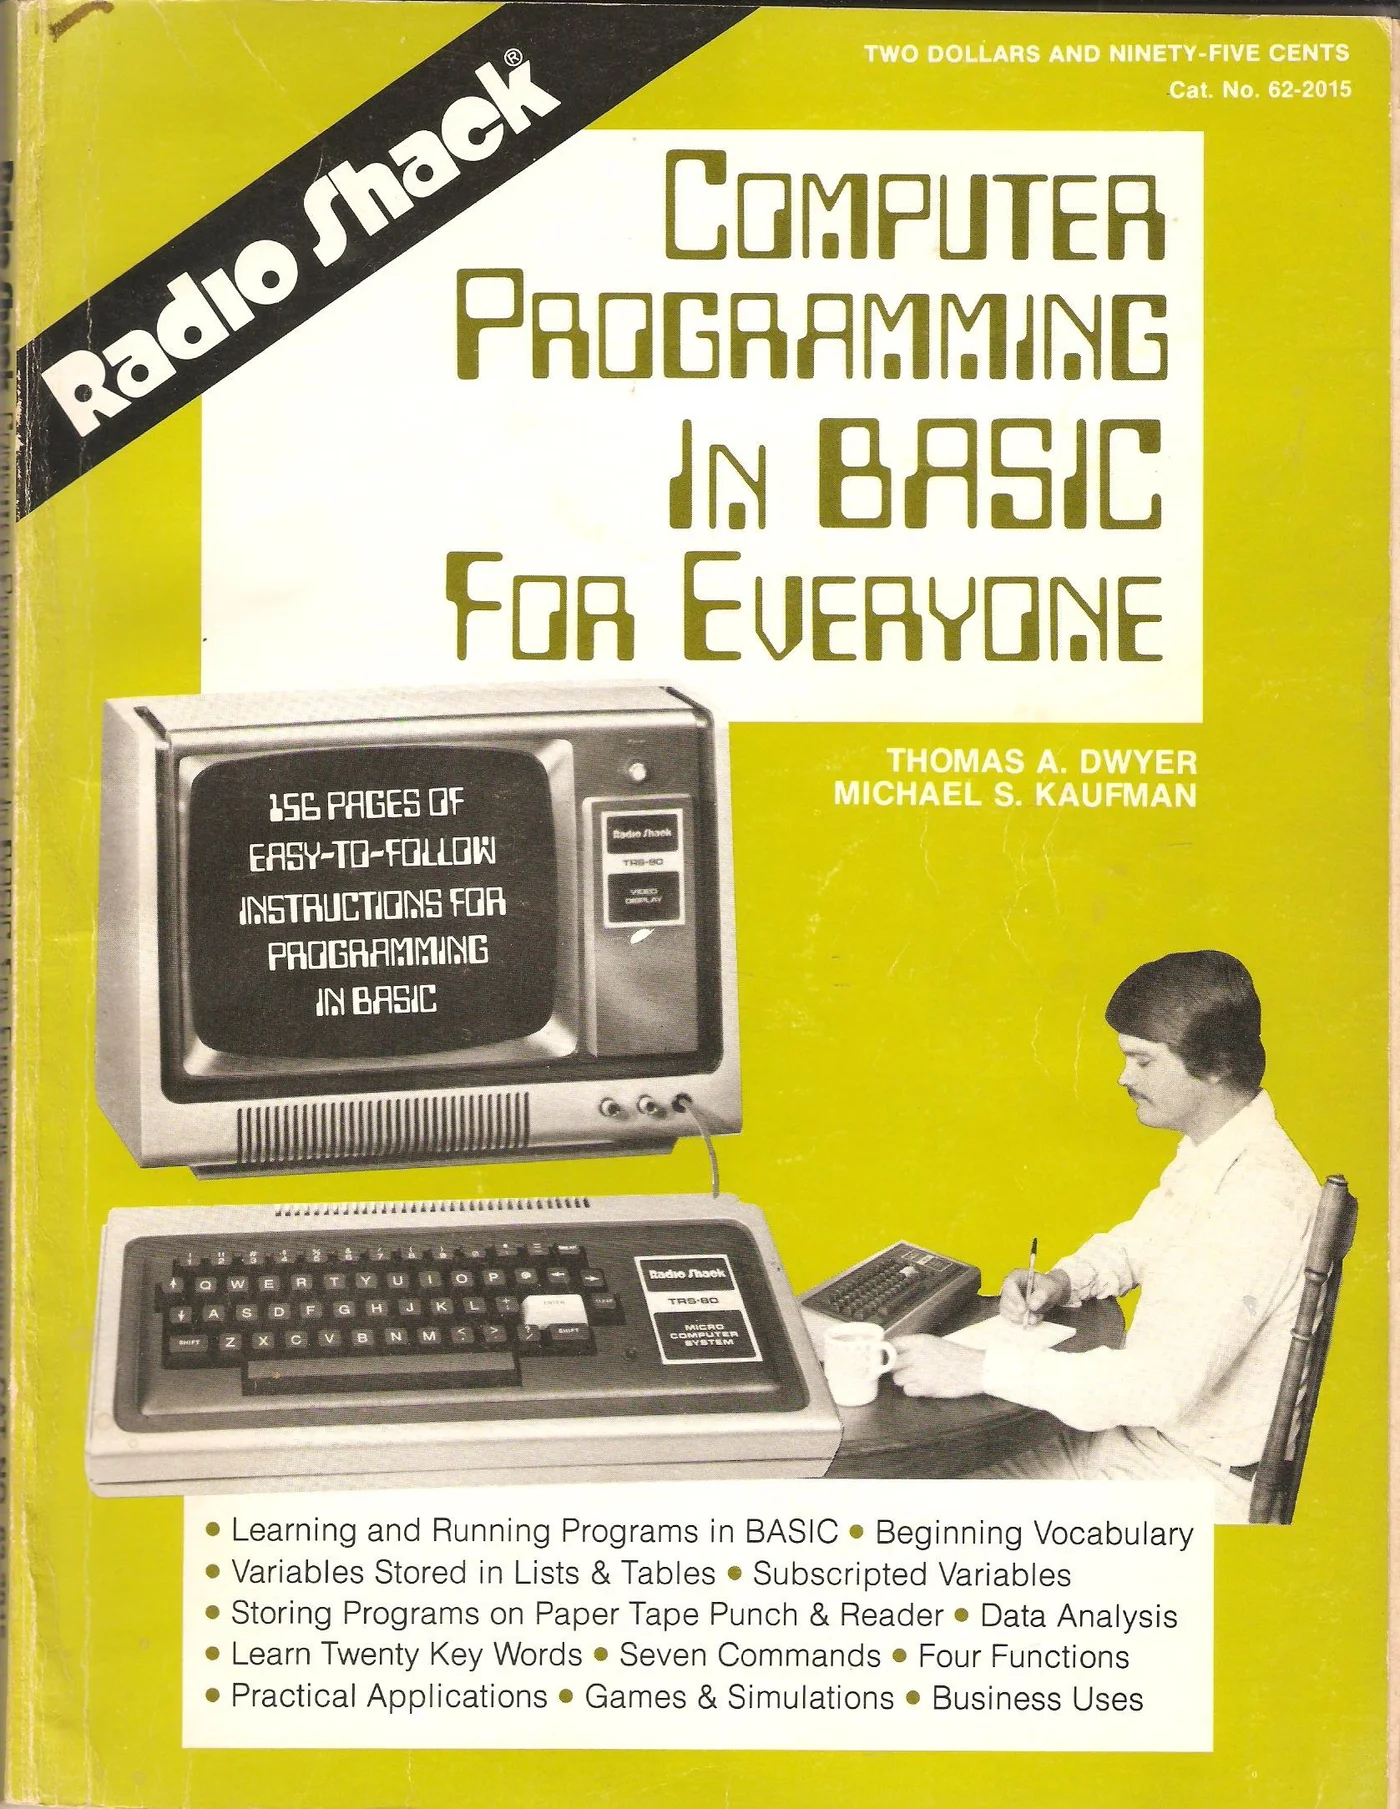 Radio Shack®
TWO DOLLARS AND NINETY-FIVE CENTS
Cat. No. 62-2015
COMPUTER
PROGRAMMING
IN BASIC
FOR EVERYONE
THOMAS A. DWYER
MICHAEL S. KAUFMAN
156 PAGES OF
EASY-TO-FOLLOW
INSTRUCTIONS FOR
PROGRAMMING
IN BASIC
Radio Shack
TRS-80
VIDEO
DISPLAY
Q W E R T Y U I O P @
A S D F G H J K L
ENTER
SHIFT Z X C V B N M < > SHIFT
Radio Shack
TRS-80
MICRO
COMPUTER
SYSTEM
• Learning and Running Programs in BASIC • Beginning Vocabulary
• Variables Stored in Lists & Tables • Subscripted Variables
• Storing Programs on Paper Tape Punch & Reader • Data Analysis
• Learn Twenty Key Words • Seven Commands • Four Functions
• Practical Applications • Games & Simulations • Business Uses